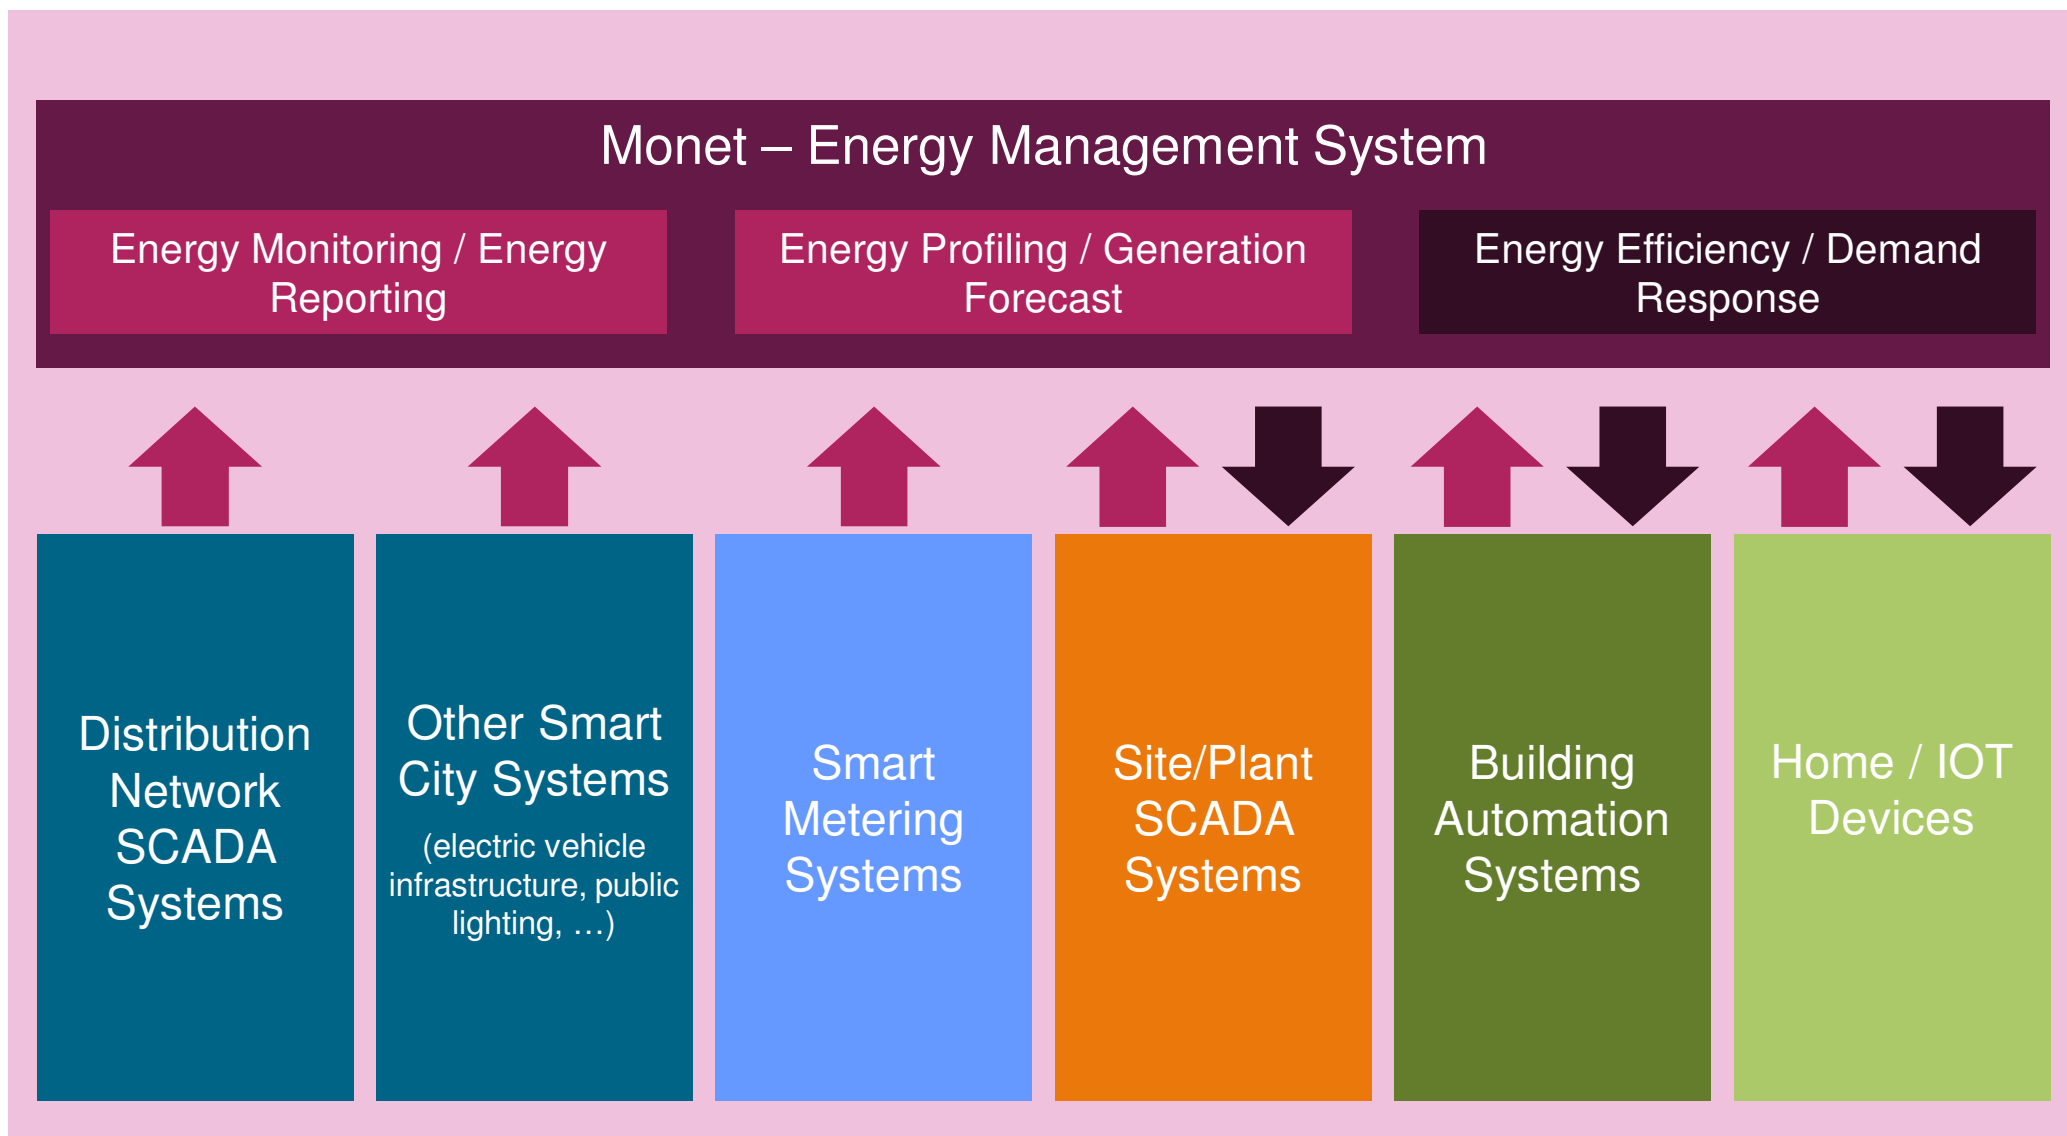 Monet – Energy Management System
Energy Monitoring / Energy
Reporting
Energy Profiling / Generation
Forecast
Energy Efficiency / Demand
Response
Distribution
Network
SCADA
Systems
Other Smart
City Systems
(electric vehicle
infrastructure, public
lighting, …)
Smart
Metering
Systems
Site/Plant
SCADA
Systems
Building
Automation
Systems
Home / IOT
Devices